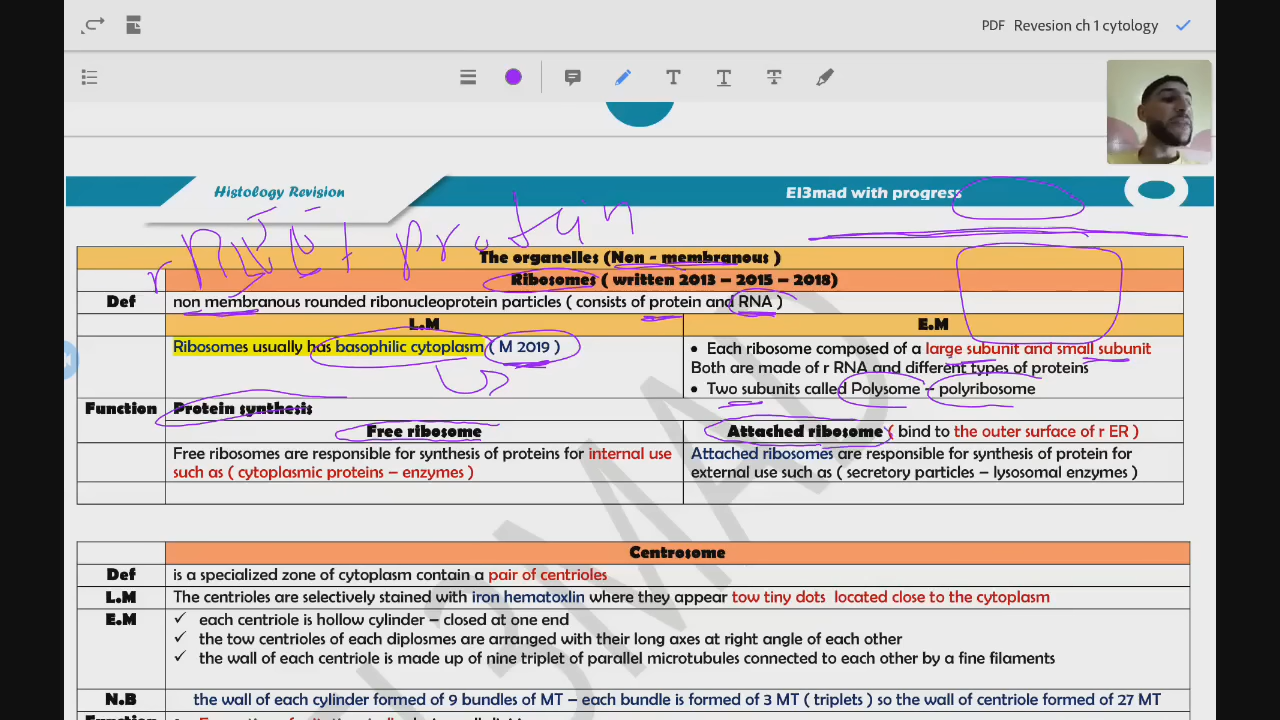 PDF Revesion ch 1 cytology
Histology Revision
El3mad with progress
rRNA + protein
The organelles (Non - membranous )
Ribosomes ( written 2013 – 2015 – 2018)
Def non membranous rounded ribonucleoprotein particles ( consists of protein and RNA )
L.M E.M
Ribosomes usually has basophilic cytoplasm ( M 2019 )
• Each ribosome composed of a large subunit and small subunit
Both are made of r RNA and different types of proteins
• Two subunits called Polysome – polyribosome
Function Protein synthesis
Free ribosome Attached ribosome ( bind to the outer surface of r ER )
Free ribosomes are responsible for synthesis of proteins for internal use
such as ( cytoplasmic proteins – enzymes )
Attached ribosomes are responsible for synthesis of protein for
external use such as ( secretory particles – lysosomal enzymes )
Centrosome
Def is a specialized zone of cytoplasm contain a pair of centrioles
L.M The centrioles are selectively stained with iron hematoxlin where they appear tow tiny dots located close to the cytoplasm
E.M ✓ each centriole is hollow cylinder – closed at one end
✓ the tow centrioles of each diplosmes are arranged with their long axes at right angle of each other
✓ the wall of each centriole is made up of nine triplet of parallel microtubules connected to each other by a fine filaments
N.B the wall of each cylinder formed of 9 bundles of MT – each bundle is formed of 3 MT ( triplets ) so the wall of centriole formed of 27 MT